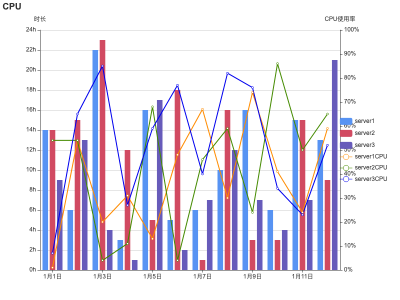 CPU
时长 CPU使用率
24h 100%
22h 90%
20h 80%
18h 70%
16h 60%
14h
12h 50%
10h 40%
8h 30%
6h
4h 20%
2h 10%
0h 0%
server1
server2
server3
server1CPU
server2CPU
server3CPU
1月1日 1月3日 1月5日 1月7日 1月9日 1月11日